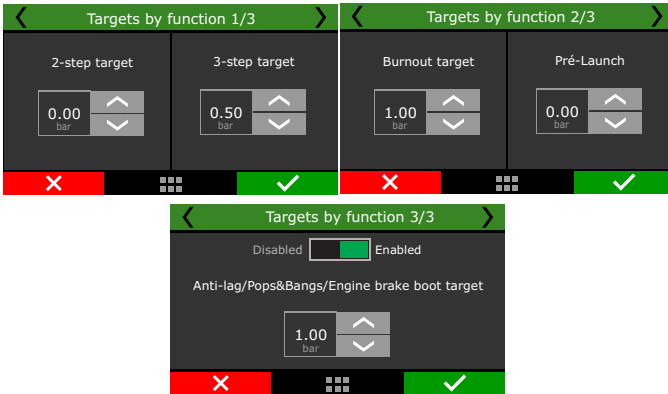 Targets by function 1/3
2-step target
3-step target
0.00
bar
0.50
bar
Targets by function 2/3
Burnout target
Pré-Launch
1.00
bar
0.00
bar
Targets by function 3/3
Disabled
Enabled
Anti-lag/Pops&Bangs/Engine brake boot target
1.00
bar